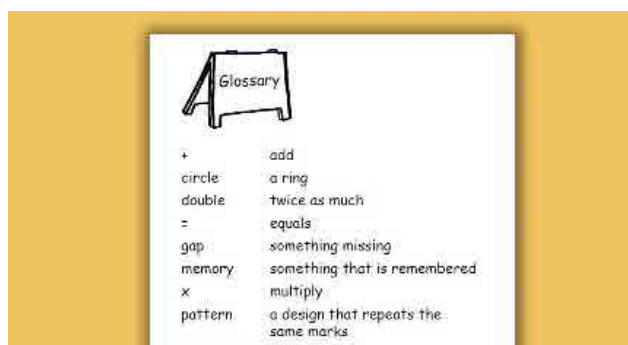 Glossary
+ add
circle a ring
double twice as much
= equals
gap something missing
memory something that is remembered
x multiply
pattern a design that repeats the
same marks